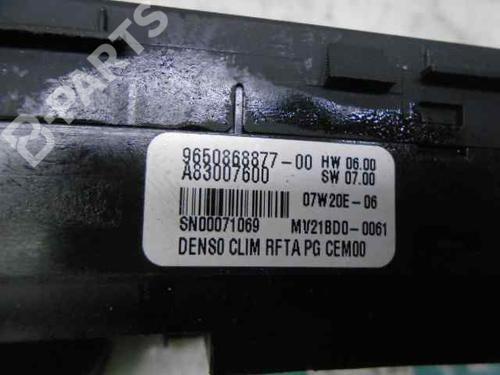 B-PARTS
9650868877-00 HW 06.00
A83007600 SW 07.00
07W20E-06
SN00071069 MV21BD0-0061
DENSO CLIM RFTA PG CEM00